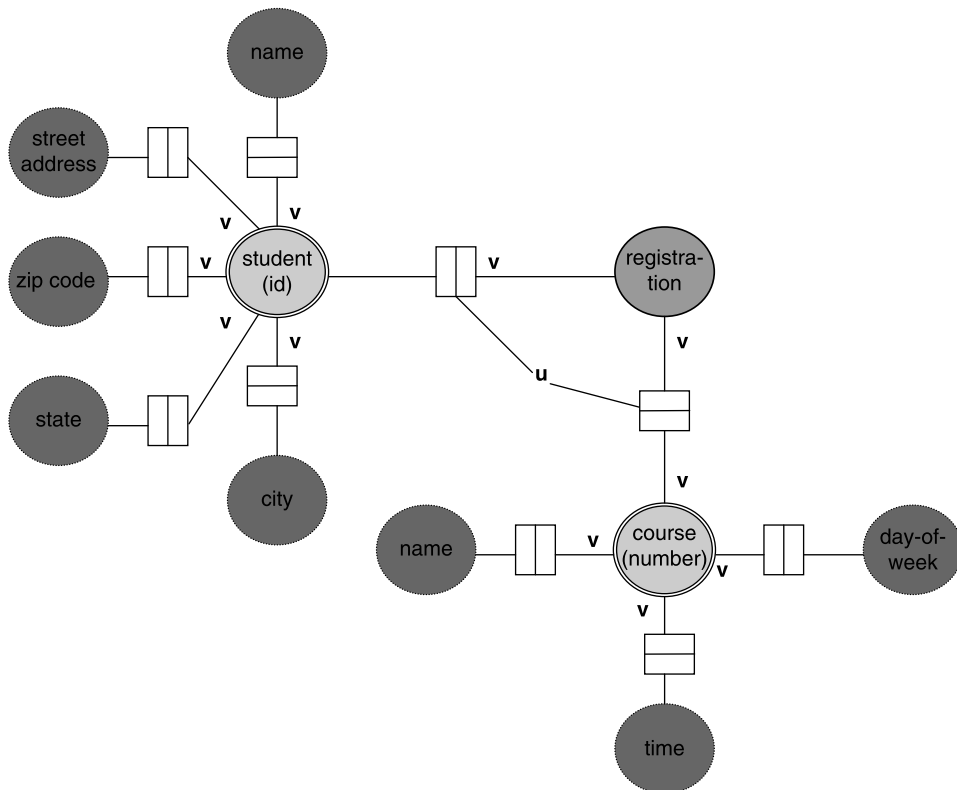 name
street
address
v
v
student
(id)
zip code
v
v
registra-
tion
v
v
v
u
state
city
v
name
v
course
(number)
v
day-of-
week
v
time